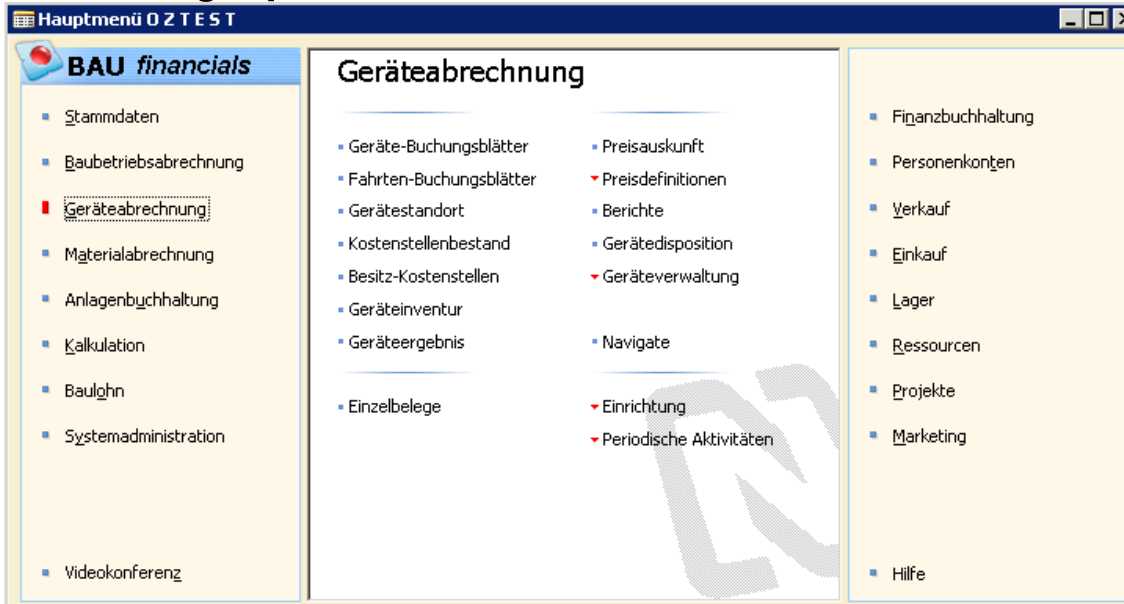 Hauptmenü O Z T E S T
BAU financials
Stammdaten
Baubetriebsabrechnung
Geräteabrechnung
Materialabrechnung
Anlagenbuchhaltung
Kalkulation
Baulohn
Systemadministration
Videokonferenz
Geräteabrechnung
Geräte-Buchungsblätter
Fahrten-Buchungsblätter
Gerätestandort
Kostenstellenbestand
Besitz-Kostenstellen
Geräteinventur
Geräteergebnis
Einzelbelege
Preisauskunft
Preisdefinitionen
Berichte
Gerätedisposition
Geräteverwaltung
Navigate
Einrichtung
Periodische Aktivitäten
Finanzbuchhaltung
Personenkonten
Verkauf
Einkauf
Lager
Ressourcen
Projekte
Marketing
Hilfe